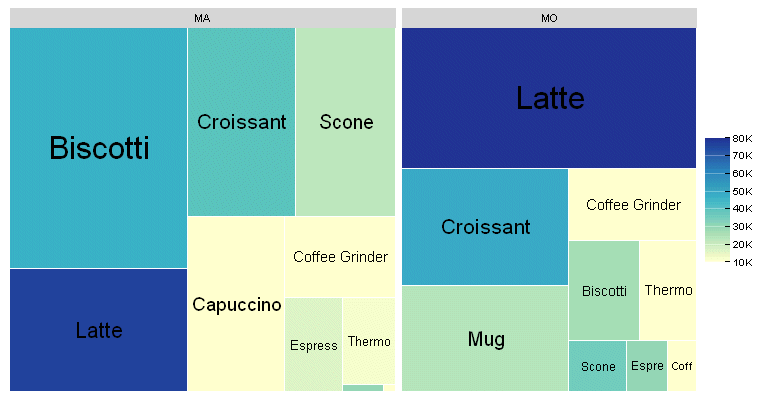 MA
MO
Biscotti
Croissant
Scone
Latte
Capuccino
Coffee Grinder
Espress
Thermo
Latte
Croissant
Coffee Grinder
Mug
Biscotti
Thermo
Scone
Espre
Coff
80K
70K
60K
50K
40K
30K
20K
10K